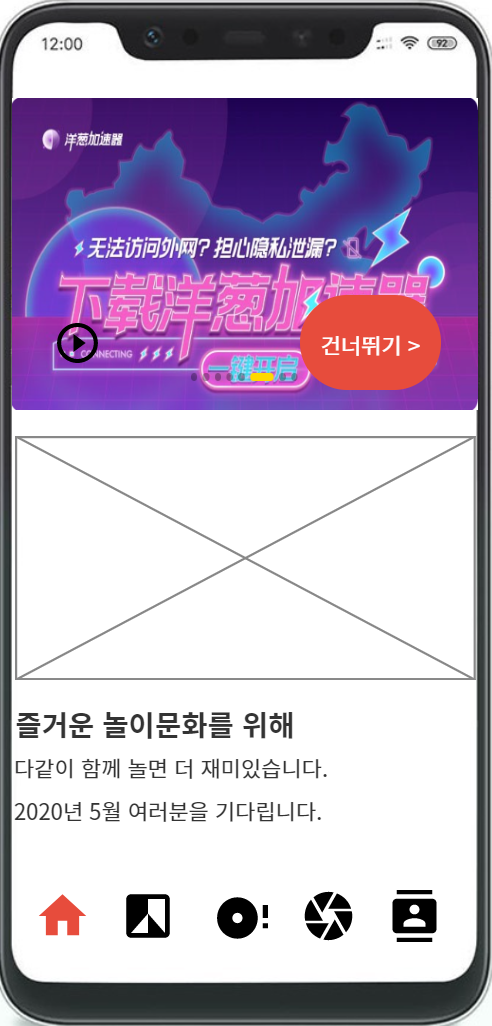 12:00
92
洋葱加速器
无法访问外网？担心隐私泄漏？
下载洋葱加速器
CONNECTING
一键开启
건너뛰기 >
즐거운 놀이문화를 위해
다같이 함께 놀면 더 재미있습니다.
2020년 5월 여러분을 기다립니다.